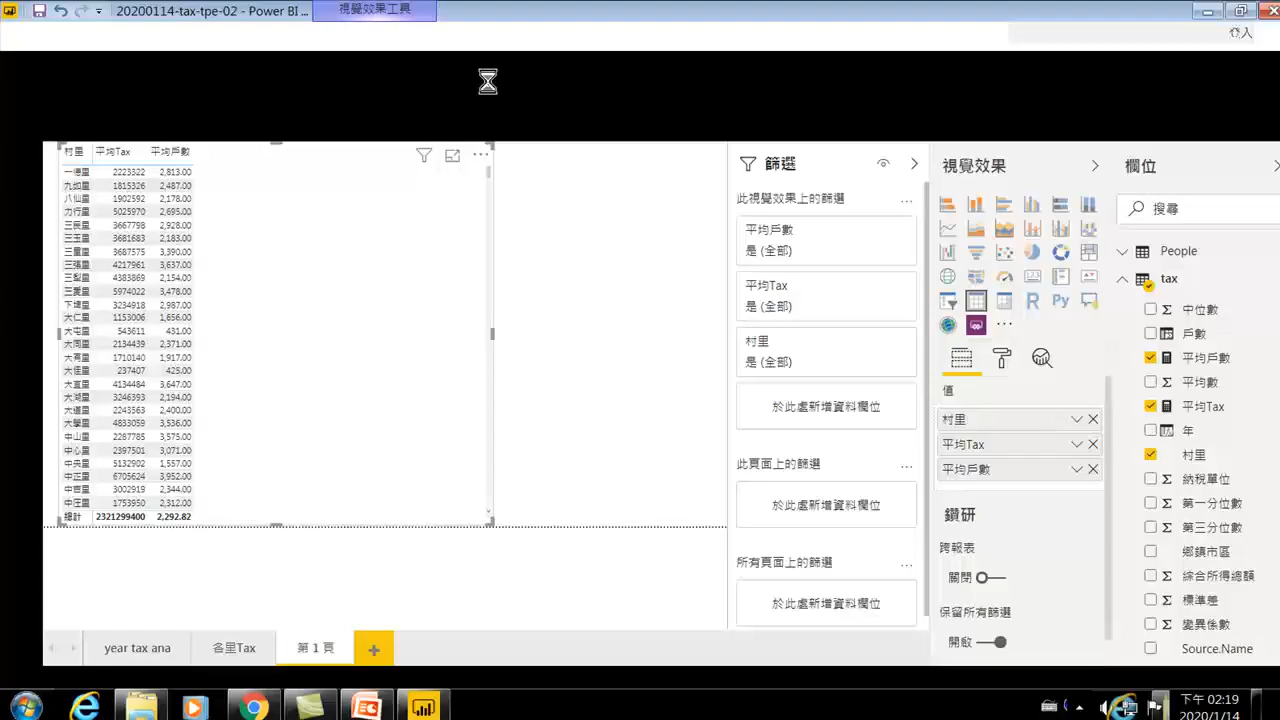 20200114-tax-tpe-02 - Power BI ...
視覺效果工具
登入
村里 平均Tax 平均戶數
一德里 2223322 2,813.00
九如里 1815326 2,487.00
八仙里 1902592 2,178.00
力行里 5025970 2,695.00
三民里 3667798 2,928.00
三玉里 3681683 2,183.00
三重里 3687575 3,390.00
三張里 4217961 3,637.00
三犁里 4383869 2,154.00
三愛里 5974022 3,478.00
下塔里 3234918 2,987.00
大仁里 1153006 1,656.00
大屯里 543611 431.00
大同里 2134439 2,371.00
大有里 1710140 1,917.00
大佳里 237407 425.00
大直里 4134484 3,647.00
大湖里 3246393 2,194.00
大道里 2243563 2,400.00
大學里 4833059 3,536.00
中山里 2287785 3,575.00
中心里 2397501 3,071.00
中央里 5132902 1,557.00
中正里 6705624 3,952.00
中吉里 3002919 2,344.00
中庄里 1753950 2,312.00
總計 2321299400 2,292.82
year tax ana
各里Tax
第 1 頁
篩選
此視覺效果上的篩選 ...
平均戶數
是 (全部)
平均Tax
是 (全部)
村里
是 (全部)
於此處新增資料欄位
此頁面上的篩選 ...
於此處新增資料欄位
所有頁面上的篩選 ...
於此處新增資料欄位
視覺效果
R Py
值
村里
平均Tax
平均戶數
鑽研
跨報表
關閉
保留所有篩選
開啟
欄位
搜尋
People
tax
中位數
戶數
平均戶數
平均數
平均Tax
年
村里
納稅單位
第一分位數
第三分位數
鄉鎮市區
綜合所得總額
標準差
變異係數
Source.Name
下午 02:19
2020/1/14